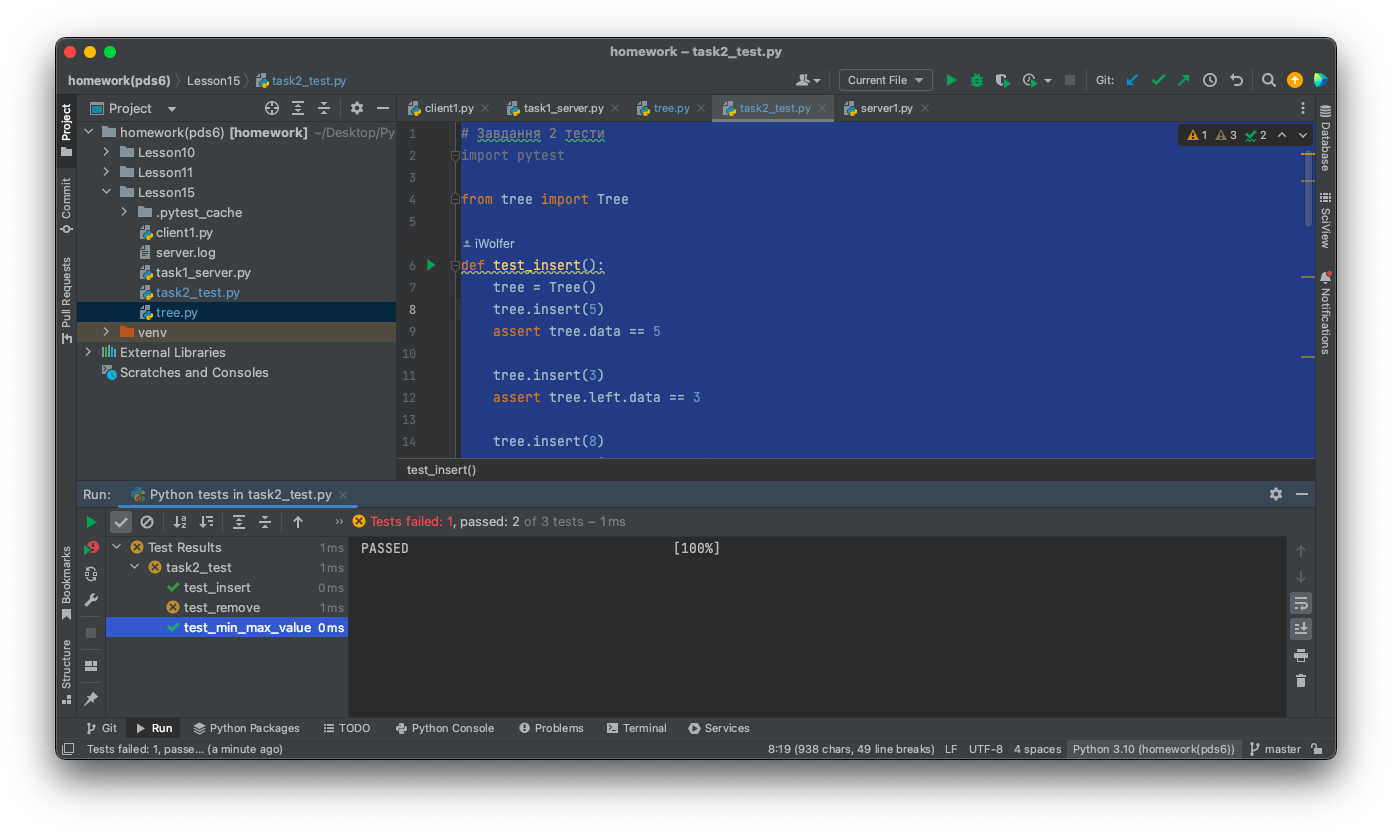 homework – task2_test.py
homework(pds6) Lesson15 task2_test.py
Current File
Git:
Project
Project
client1.py
task1_server.py
tree.py
task2_test.py
server1.py
homework(pds6) [homework] ~/Desktop/Py
Lesson10
Lesson11
Lesson15
.pytest_cache
client1.py
server.log
task1_server.py
task2_test.py
tree.py
venv
External Libraries
Scratches and Consoles
Commit
Pull Requests
Bookmarks
Structure
1 # Завдання 2 тести
2 import pytest
3
4 from tree import Tree
5
iWolfer
6 def test_insert():
7 tree = Tree()
8 tree.insert(5)
9 assert tree.data == 5
10
11 tree.insert(3)
12 assert tree.left.data == 3
13
14 tree.insert(8)
1 3 2
test_insert()
Database
SciView
Notifications
Run: Python tests in task2_test.py
Tests failed: 1, passed: 2 of 3 tests – 1 ms
Test Results 1 ms
task2_test 1 ms
test_insert 0 ms
test_remove 1 ms
test_min_max_value 0 ms
PASSED [100%]
Git
Run
Python Packages
TODO
Python Console
Problems
Terminal
Services
Tests failed: 1, passe... (a minute ago)
8:19 (938 chars, 49 line breaks) LF UTF-8 4 spaces Python 3.10 (homework(pds6)) master